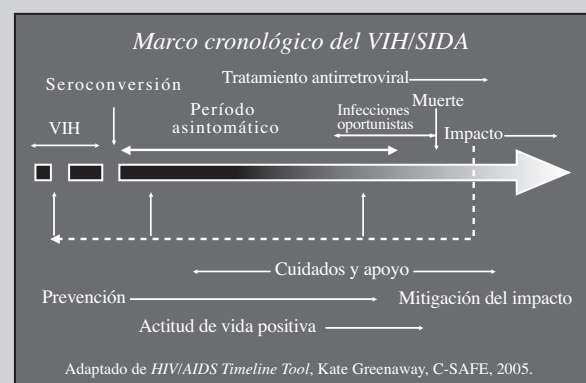 Marco cronológico del VIH/SIDA
Tratamiento antirretroviral
Seroconversión
Muerte
Período
asintomático
Infecciones
oportunistas
VIH
Impacto
Cuidados y apoyo
Prevención
Mitigación del impacto
Actitud de vida positiva
Adaptado de HIV/AIDS Timeline Tool, Kate Greenaway, C-SAFE, 2005.